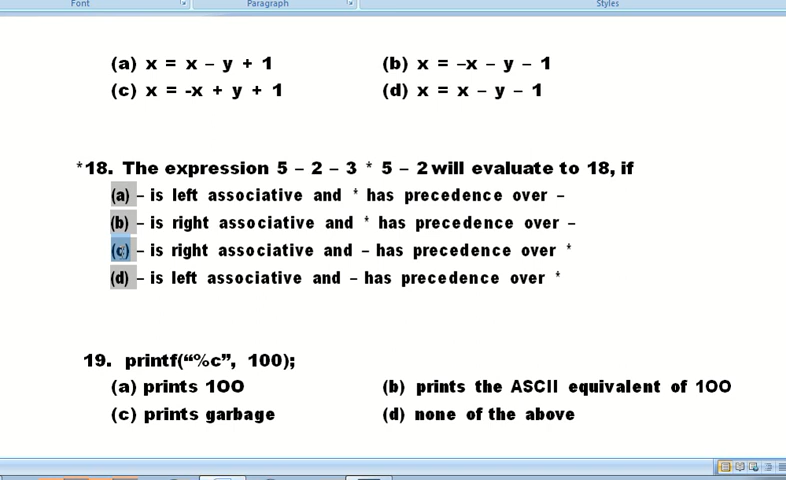 Font Paragraph Styles
(a) x = x – y + 1 (b) x = –x – y – 1
(c) x = -x + y + 1 (d) x = x – y – 1
*18. The expression 5 – 2 – 3 * 5 – 2 will evaluate to 18, if
(a) – is left associative and * has precedence over –
(b) – is right associative and * has precedence over –
(c) – is right associative and – has precedence over *
(d) – is left associative and – has precedence over *
19. printf(“%c”, 100);
(a) prints 100 (b) prints the ASCII equivalent of 100
(c) prints garbage (d) none of the above